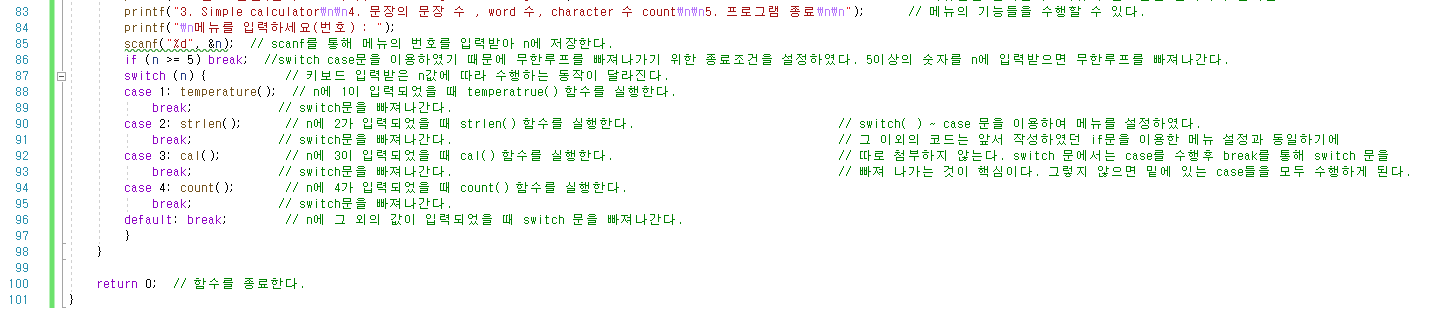 83 printf("3. Simple calculator₩n₩n4. 문장의 문장 수 , word 수, character 수 count₩n₩n5. 프로그램 종료₩n₩n"); // 메뉴의 기능들을 수행할 수 있다.
84 printf("₩n메뉴를 입력하세요(번호) : ");
85 scanf("%d", &n); // scanf를 통해 메뉴의 번호를 입력받아 n에 저장한다.
86 if (n >= 5) break; //switch case문을 이용하였기 때문에 무한루프를 빠져나가기 위한 종료조건을 설정하였다. 5이상의 숫자를 n에 입력받으면 무한루프를 빠져나간다.
87 switch (n) { // 키보드 입력받은 n값에 따라 수행하는 동작이 달라진다.
88 case 1: temperature(); // n에 1이 입력되었을 때 temperatrue() 함수를 실행한다.
89 break; // switch문을 빠져나간다.
90 case 2: strlen(); // n에 2가 입력되었을 때 strlen() 함수를 실행한다. // switch( ) ~ case 문을 이용하여 메뉴를 설정하였다.
91 break; // switch문을 빠져나간다. // 그 이외의 코드는 앞서 작성하였던 if문을 이용한 메뉴 설정과 동일하기에
92 case 3: cal(); // n에 3이 입력되었을 때 cal() 함수를 실행한다. // 따로 첨부하지 않는다. switch 문에서는 case를 수행후 break를 통해 switch 문을
93 break; // switch문을 빠져나간다. // 빠져 나가는 것이 핵심이다. 그렇지 않으면 밑에 있는 case들을 모두 수행하게 된다.
94 case 4: count(); // n에 4가 입력되었을 때 count() 함수를 실행한다.
95 break; // switch문을 빠져나간다.
96 default: break; // n에 그 외의 값이 입력되었을 때 switch 문을 빠져나간다.
97 }
98 }
99
100 return 0; // 함수를 종료한다.
101 }